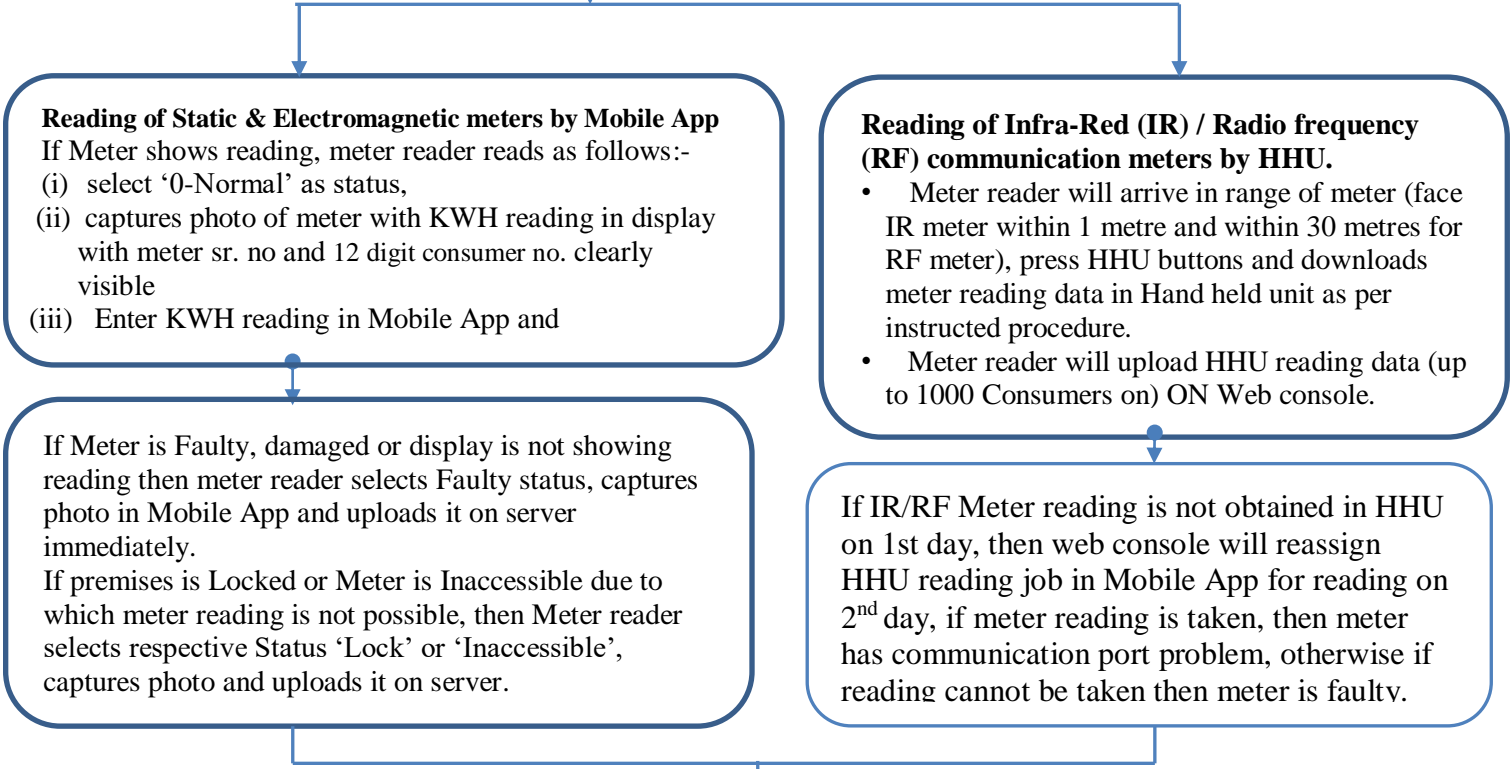 Reading of Static & Electromagnetic meters by Mobile App
If Meter shows reading, meter reader reads as follows:-
(i) select ‘0-Normal’ as status,
(ii) captures photo of meter with KWH reading in display
with meter sr. no and 12 digit consumer no. clearly
visible
(iii) Enter KWH reading in Mobile App and
If Meter is Faulty, damaged or display is not showing
reading then meter reader selects Faulty status, captures
photo in Mobile App and uploads it on server
immediately.
If premises is Locked or Meter is Inaccessible due to
which meter reading is not possible, then Meter reader
selects respective Status ‘Lock’ or ‘Inaccessible’,
captures photo and uploads it on server.
Reading of Infra-Red (IR) / Radio frequency
(RF) communication meters by HHU.
• Meter reader will arrive in range of meter (face
IR meter within 1 metre and within 30 metres for
RF meter), press HHU buttons and downloads
meter reading data in Hand held unit as per
instructed procedure.
• Meter reader will upload HHU reading data (up
to 1000 Consumers on) ON Web console.
If IR/RF Meter reading is not obtained in HHU
on 1st day, then web console will reassign
HHU reading job in Mobile App for reading on
2nd day, if meter reading is taken, then meter
has communication port problem, otherwise if
reading cannot be taken then meter is faulty.